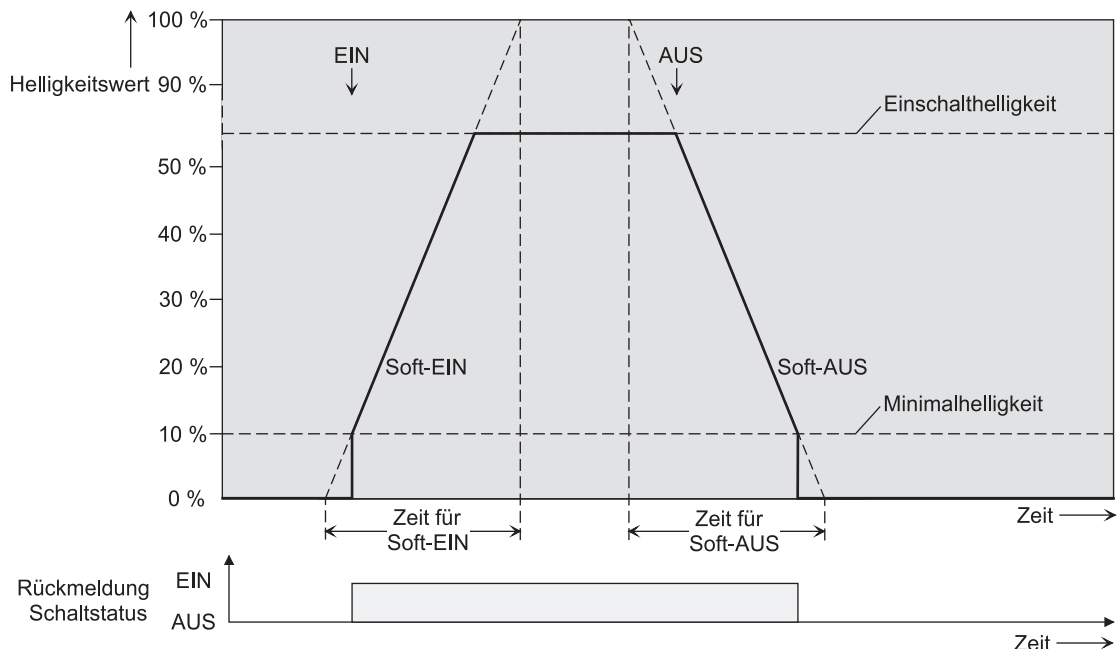 100 %
Helligkeitswert
90 %
EIN
AUS
Einschalthelligkeit
50 %
40 %
30 %
20 %
Soft-EIN
Soft-AUS
Minimalhelligkeit
10 %
0 %
Zeit für
Soft-EIN
Zeit für
Soft-AUS
Zeit
Rückmeldung
Schaltstatus
EIN
AUS
Zeit